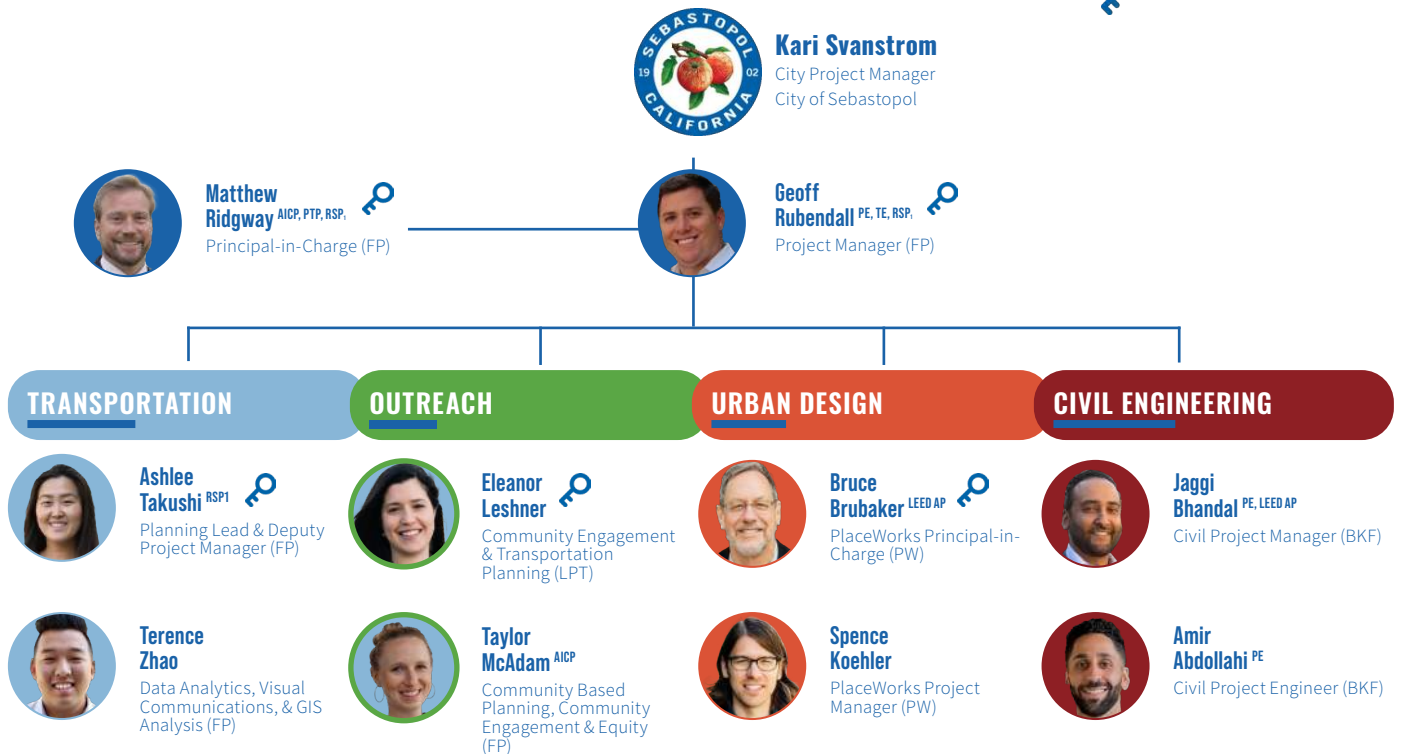 SEBASTOPOL
19 02
CALIFORNIA
Kari Svanstrom
City Project Manager
City of Sebastopol
Matthew
Ridgway AICP, PTP, RSP₁
Principal-in-Charge (FP)
Geoff
Rubendall PE, TE, RSP₁
Project Manager (FP)
TRANSPORTATION
OUTREACH
URBAN DESIGN
CIVIL ENGINEERING
Ashlee
Takushi RSP1
Planning Lead & Deputy
Project Manager (FP)
Eleanor
Leshner
Community Engagement
& Transportation
Planning (LPT)
Bruce
Brubaker LEED AP
PlaceWorks Principal-in-
Charge (PW)
Jaggi
Bhandal PE, LEED AP
Civil Project Manager (BKF)
Terence
Zhao
Data Analytics, Visual
Communications, & GIS
Analysis (FP)
Taylor
McAdam AICP
Community Based
Planning, Community
Engagement & Equity
(FP)
Spence
Koehler
PlaceWorks Project
Manager (PW)
Amir
Abdollahi PE
Civil Project Engineer (BKF)